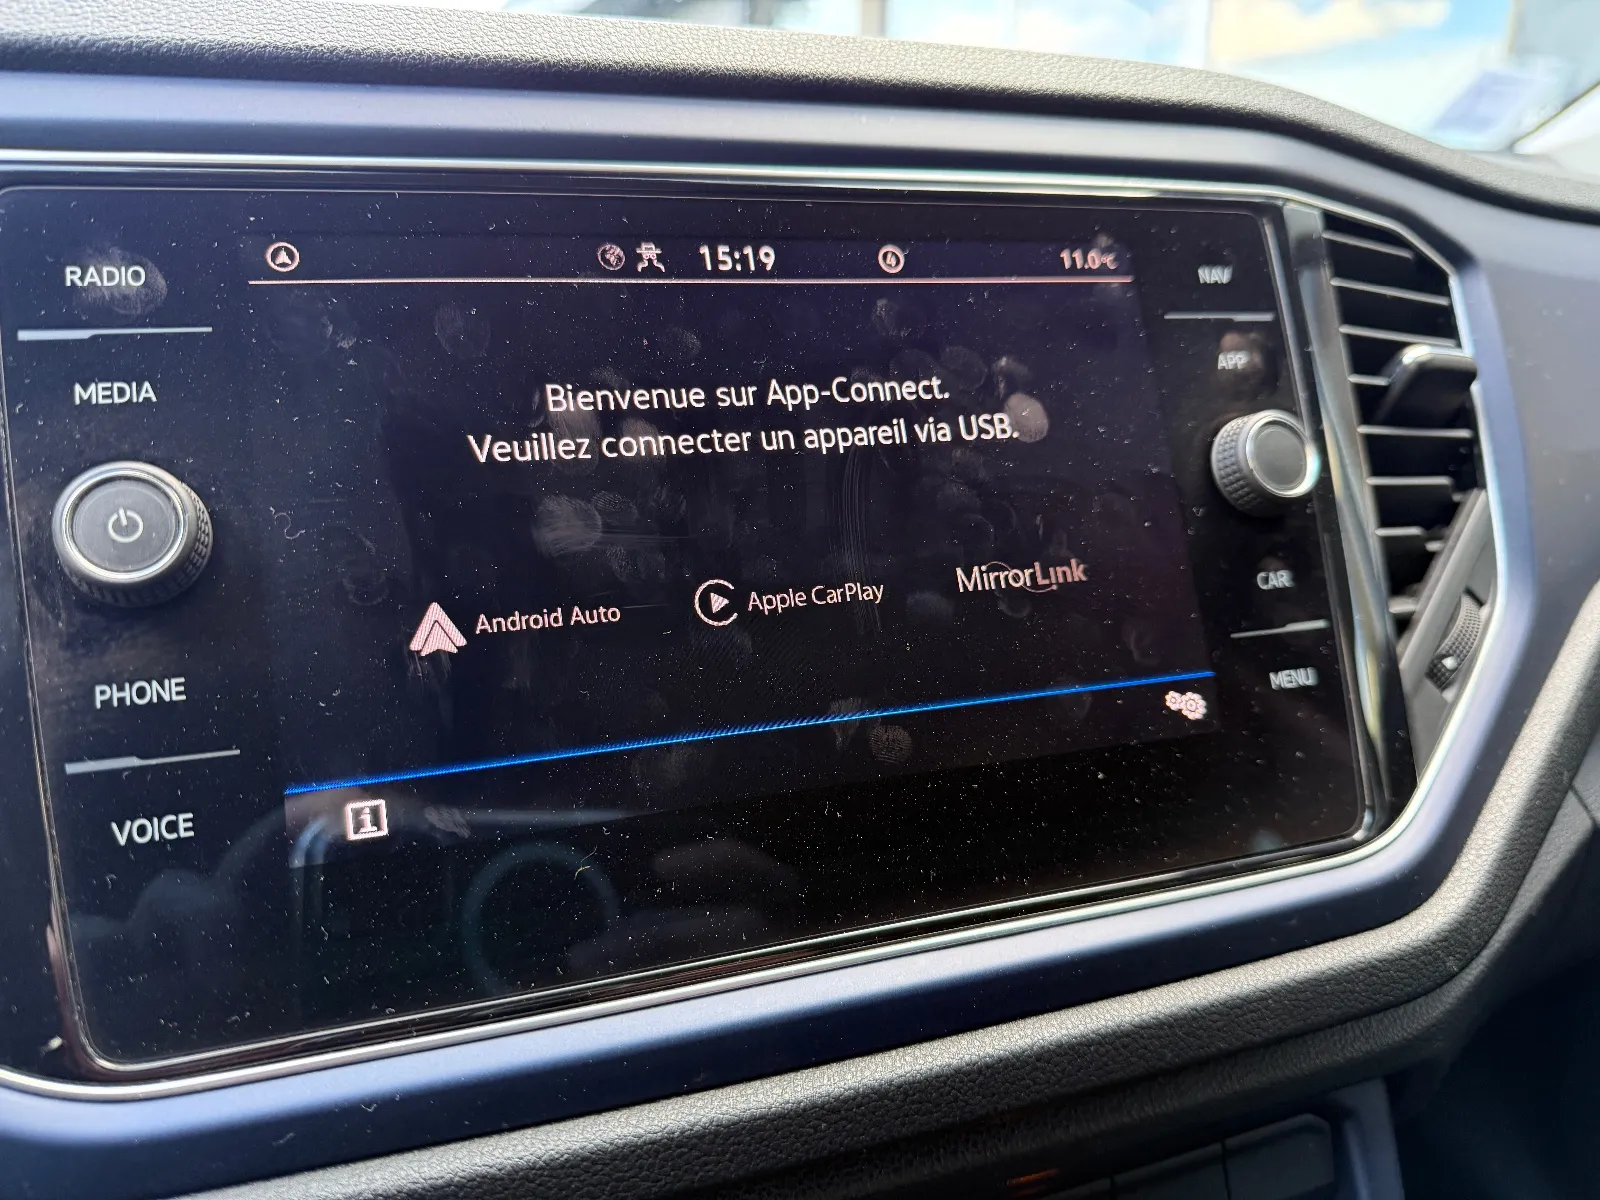 RADIO
MEDIA
PHONE
VOICE
15:19
4
11.0°C
Bienvenue sur App-Connect.
Veuillez connecter un appareil via USB.
Android Auto
Apple CarPlay
MirrorLink
i
NAV
APP
CAR
MENU